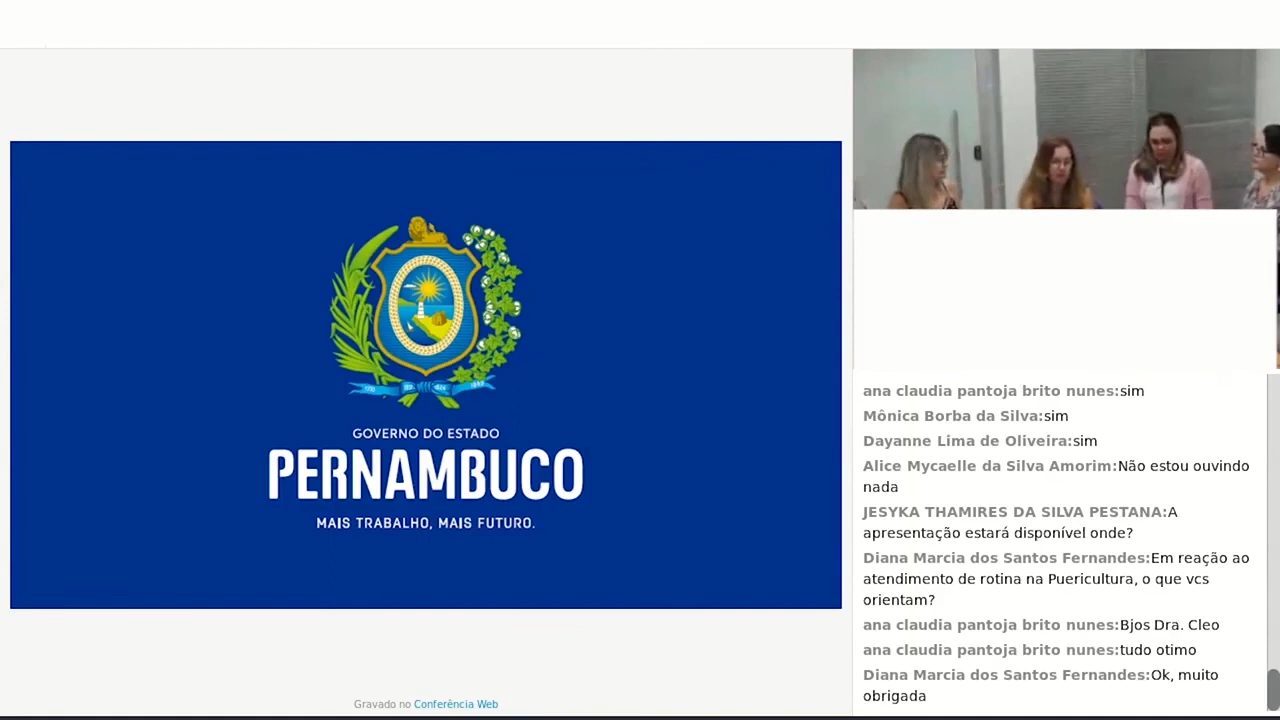 GOVERNO DO ESTADO
PERNAMBUCO
MAIS TRABALHO, MAIS FUTURO.
Gravado no Conferência Web
ana claudia pantoja brito nunes:sim
Mônica Borba da Silva:sim
Dayanne Lima de Oliveira:sim
Alice Mycaelle da Silva Amorim:Não estou ouvindo
nada
JESYKA THAMIRES DA SILVA PESTANA:A
apresentação estará disponível onde?
Diana Marcia dos Santos Fernandes:Em reação ao
atendimento de rotina na Puericultura, o que vcs
orientam?
ana claudia pantoja brito nunes:Bjos Dra. Cleo
ana claudia pantoja brito nunes:tudo otimo
Diana Marcia dos Santos Fernandes:Ok, muito
obrigada